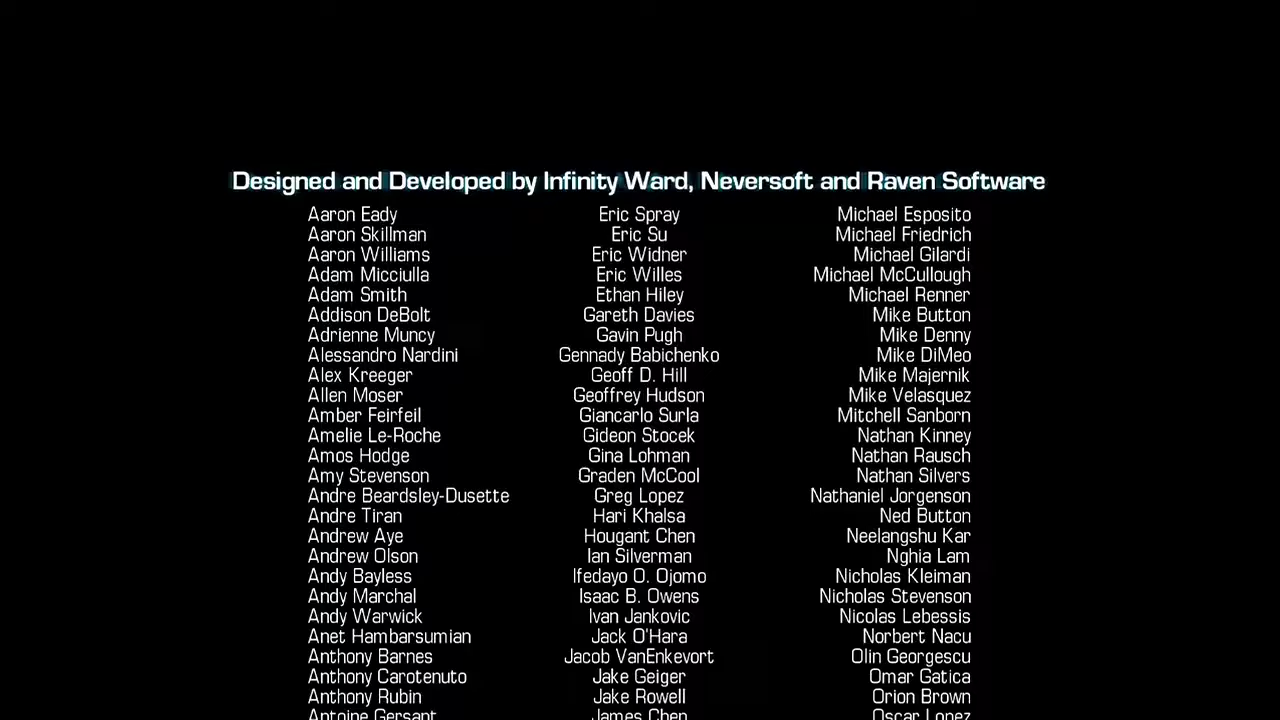 Designed and Developed by Infinity Ward, Neversoft and Raven Software
Aaron Eady Eric Spray Michael Esposito
Aaron Skillman Eric Su Michael Friedrich
Aaron Williams Eric Widner Michael Gilardi
Adam Micciulla Eric Willes Michael McCullough
Adam Smith Ethan Hiley Michael Renner
Addison DeBolt Gareth Davies Mike Button
Adrienne Muncy Gavin Pugh Mike Denny
Alessandro Nardini Gennady Babichenko Mike DiMeo
Alex Kreeger Geoff D. Hill Mike Majernik
Allen Moser Geoffrey Hudson Mike Velasquez
Amber Feirfeil Giancarlo Surla Mitchell Sanborn
Amelie Le-Roche Gideon Stocek Nathan Kinney
Amos Hodge Gina Lohman Nathan Rausch
Amy Stevenson Graden McCool Nathan Silvers
Andre Beardsley-Dusette Greg Lopez Nathaniel Jorgenson
Andre Tiran Hari Khalsa Ned Button
Andrew Aye Hougant Chen Neelangshu Kar
Andrew Olson Ian Silverman Nghia Lam
Andy Bayless Ifedayo O. Ojomo Nicholas Kleiman
Andy Marchal Isaac B. Owens Nicholas Stevenson
Andy Warwick Ivan Jankovic Nicolas Lebessis
Anet Hambarsumian Jack O'Hara Norbert Nacu
Anthony Barnes Jacob VanEnkevort Olin Georgescu
Anthony Carotenuto Jake Geiger Omar Gatica
Anthony Rubin Jake Rowell Orion Brown
Antoine Gersant James Chen Oscar Lopez